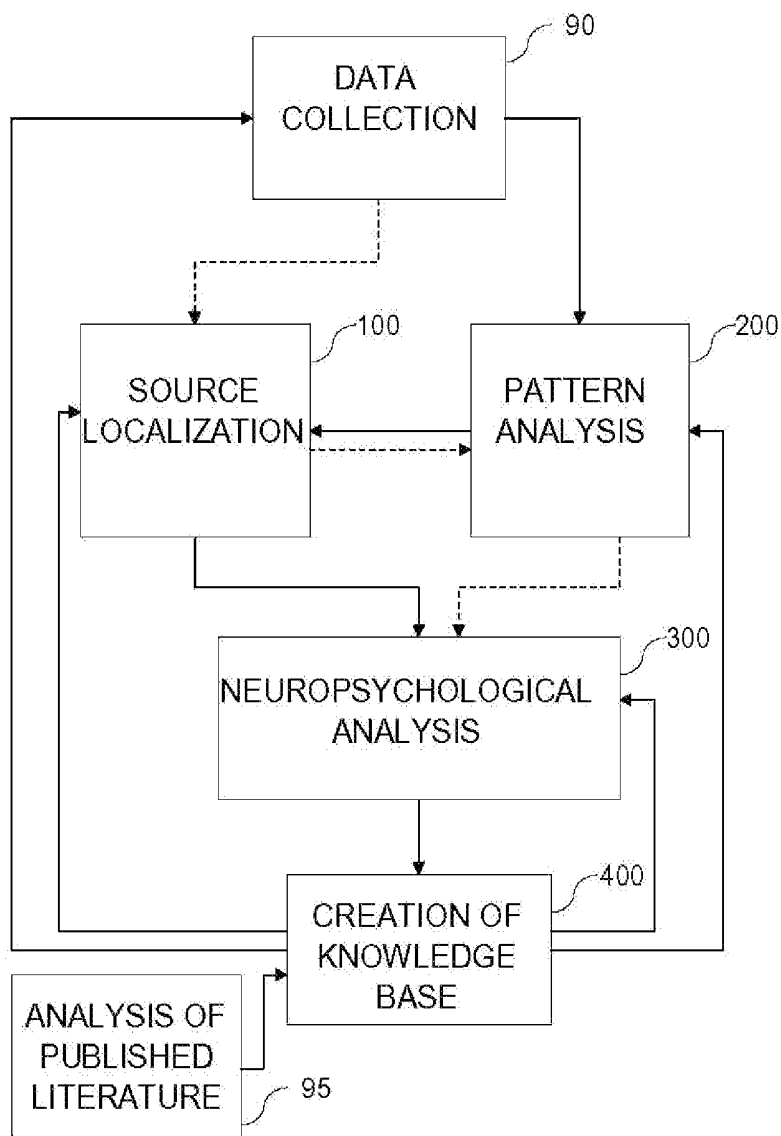 90
DATA
COLLECTION
100
SOURCE
LOCALIZATION
200
PATTERN
ANALYSIS
300
NEUROPSYCHOLOGICAL
ANALYSIS
400
CREATION OF
KNOWLEDGE
BASE
ANALYSIS OF
PUBLISHED
LITERATURE
95